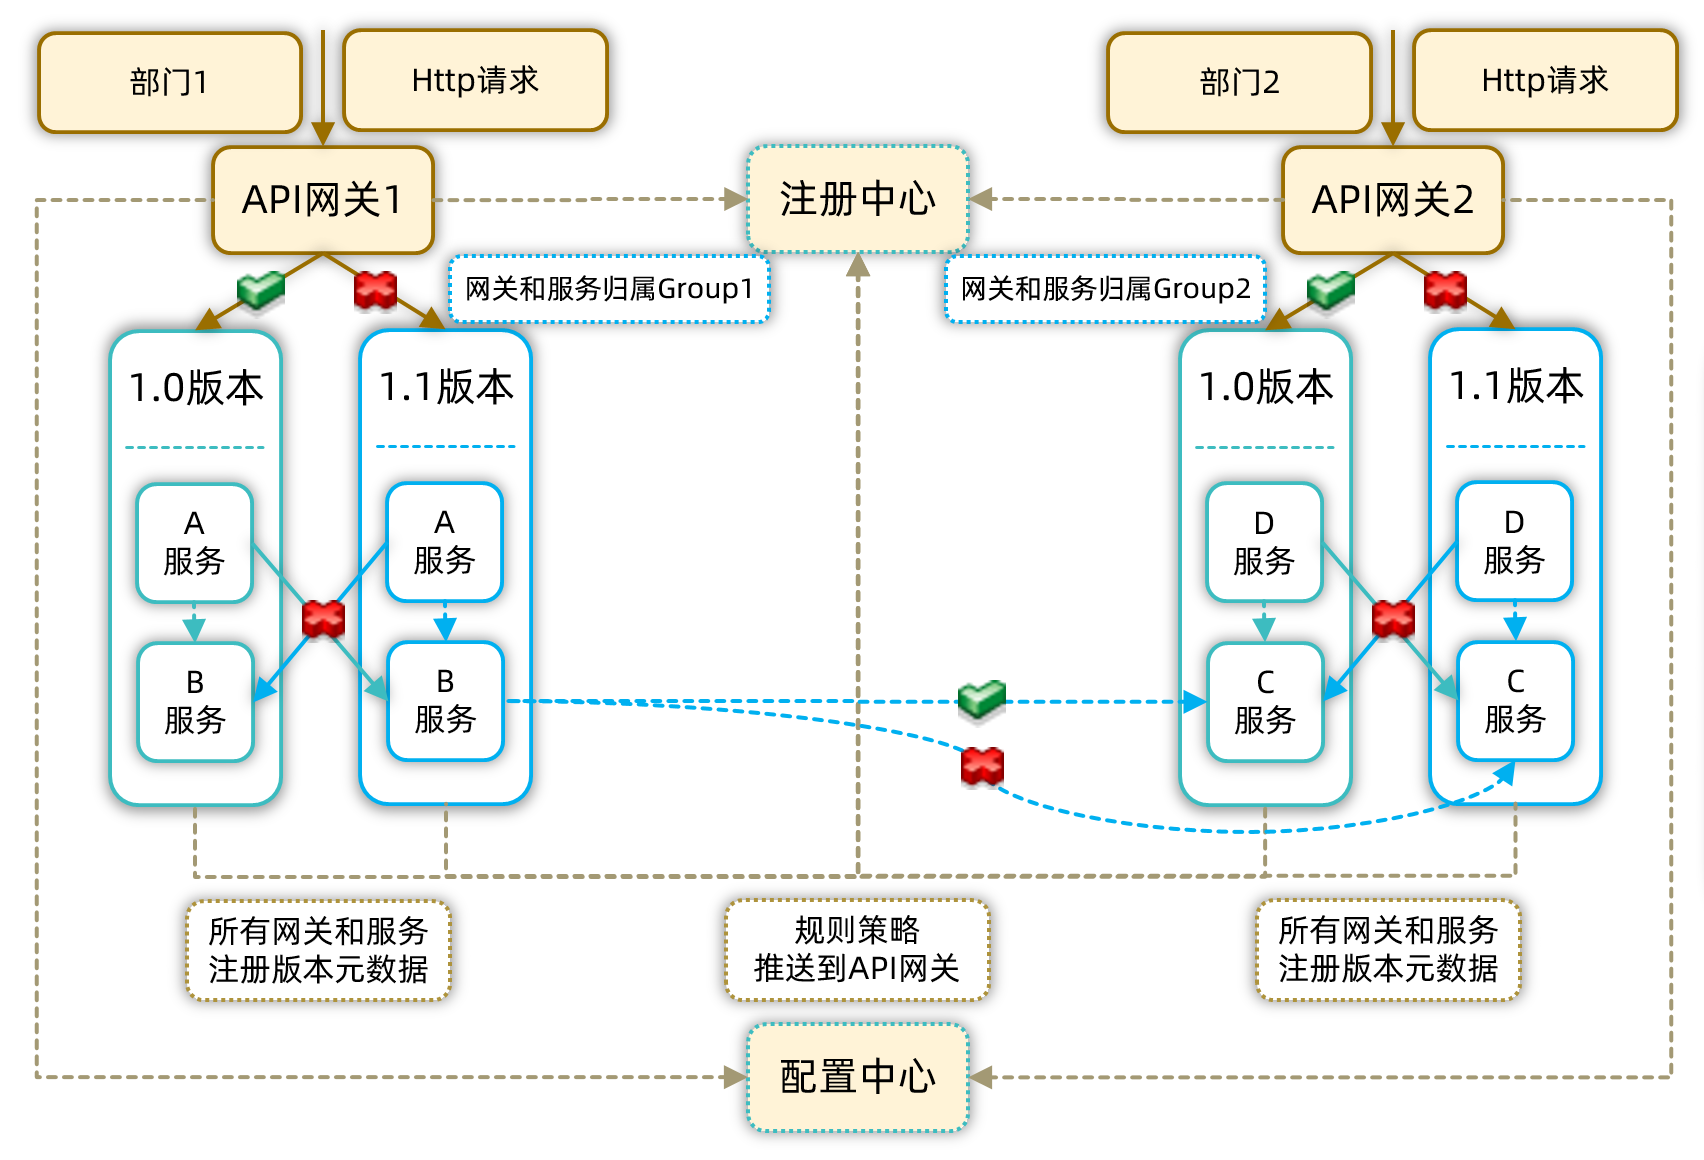 部门1
Http请求
部门2
Http请求
API网关1
注册中心
API网关2
网关和服务归属Group1
网关和服务归属Group2
1.0版本
1.1版本
1.0版本
1.1版本
A
服务
A
服务
D
服务
D
服务
B
服务
B
服务
C
服务
C
服务
所有网关和服务
注册版本元数据
规则策略
推送到API网关
所有网关和服务
注册版本元数据
配置中心